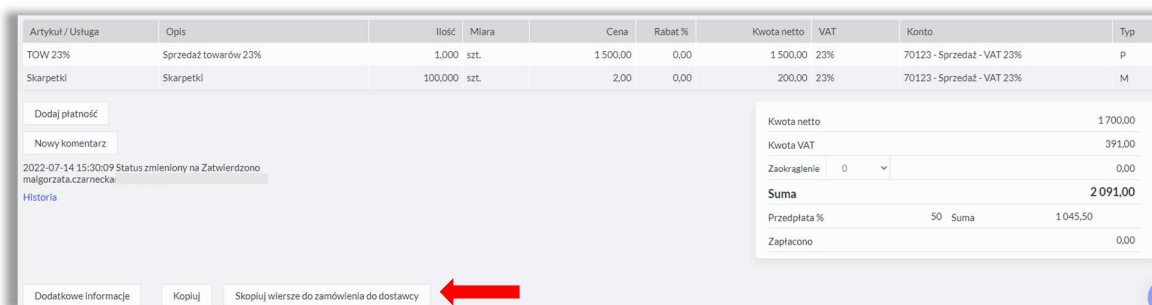 Artykuł / Usługa Opis Ilość Miara Cena Rabat % Kwota netto VAT Konto Typ
TOW 23% Sprzedaż towarów 23% 1,000 szt. 1 500,00 0,00 1 500,00 23% 70123 - Sprzedaż - VAT 23% P
Skarpetki Skarpetki 100,000 szt. 2,00 0,00 200,00 23% 70123 - Sprzedaż - VAT 23% M
Dodaj płatność
Nowy komentarz
2022-07-14 15:30:09 Status zmieniony na Zatwierdzono
malgorzata.czarnecka
Historia
Kwota netto 1 700,00
Kwota VAT 391,00
Zaokrąglenie 0 0,00
Suma 2 091,00
Przedpłata % 50 Suma 1 045,50
Zapłacono 0,00
Dodatkowe informacje Kopiuj Skopiuj wiersze do zamówienia do dostawcy